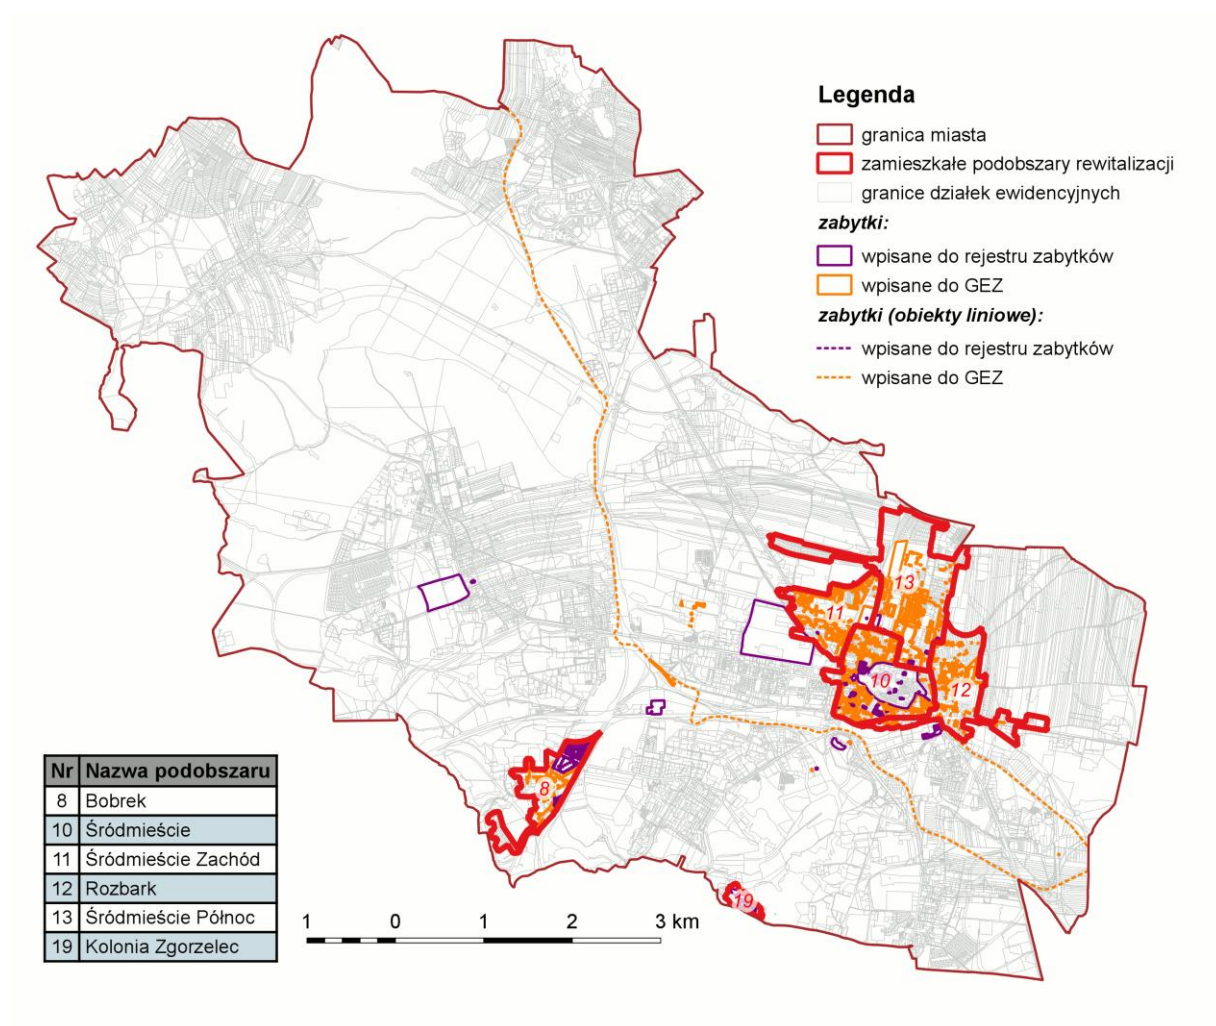 Legenda
granica miasta
zamieszkałe podobszary rewitalizacji
granice działek ewidencyjnych
zabytki:
wpisane do rejestru zabytków
wpisane do GEZ
zabytki (obiekty liniowe):
wpisane do rejestru zabytków
wpisane do GEZ
13
11
10
12
8
19
Nr Nazwa podobszaru
8 Bobrek
10 Śródmieście
11 Śródmieście Zachód
12 Rozbark
13 Śródmieście Północ
19 Kolonia Zgorzelec
1 0 1 2 3 km